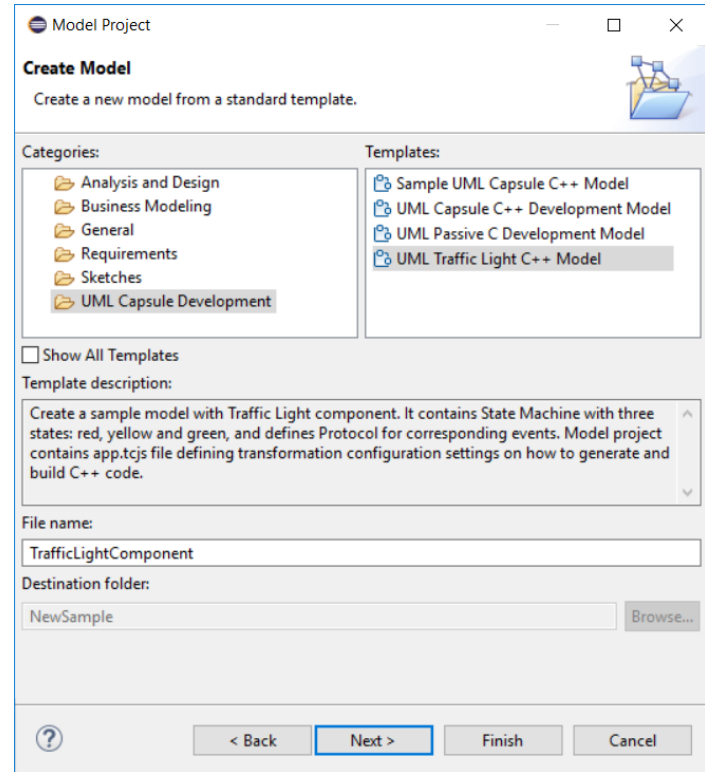 Model Project
Create Model
Create a new model from a standard template.
Categories:
Analysis and Design
Business Modeling
General
Requirements
Sketches
UML Capsule Development
Templates:
Sample UML Capsule C++ Model
UML Capsule C++ Development Model
UML Passive C Development Model
UML Traffic Light C++ Model
Show All Templates
Template description:
Create a sample model with Traffic Light component. It contains State Machine with three
states: red, yellow and green, and defines Protocol for corresponding events. Model project
contains app.tcjs file defining transformation configuration settings on how to generate and
build C++ code.
File name:
TrafficLightComponent
Destination folder:
NewSample
Browse...
?
< Back
Next >
Finish
Cancel